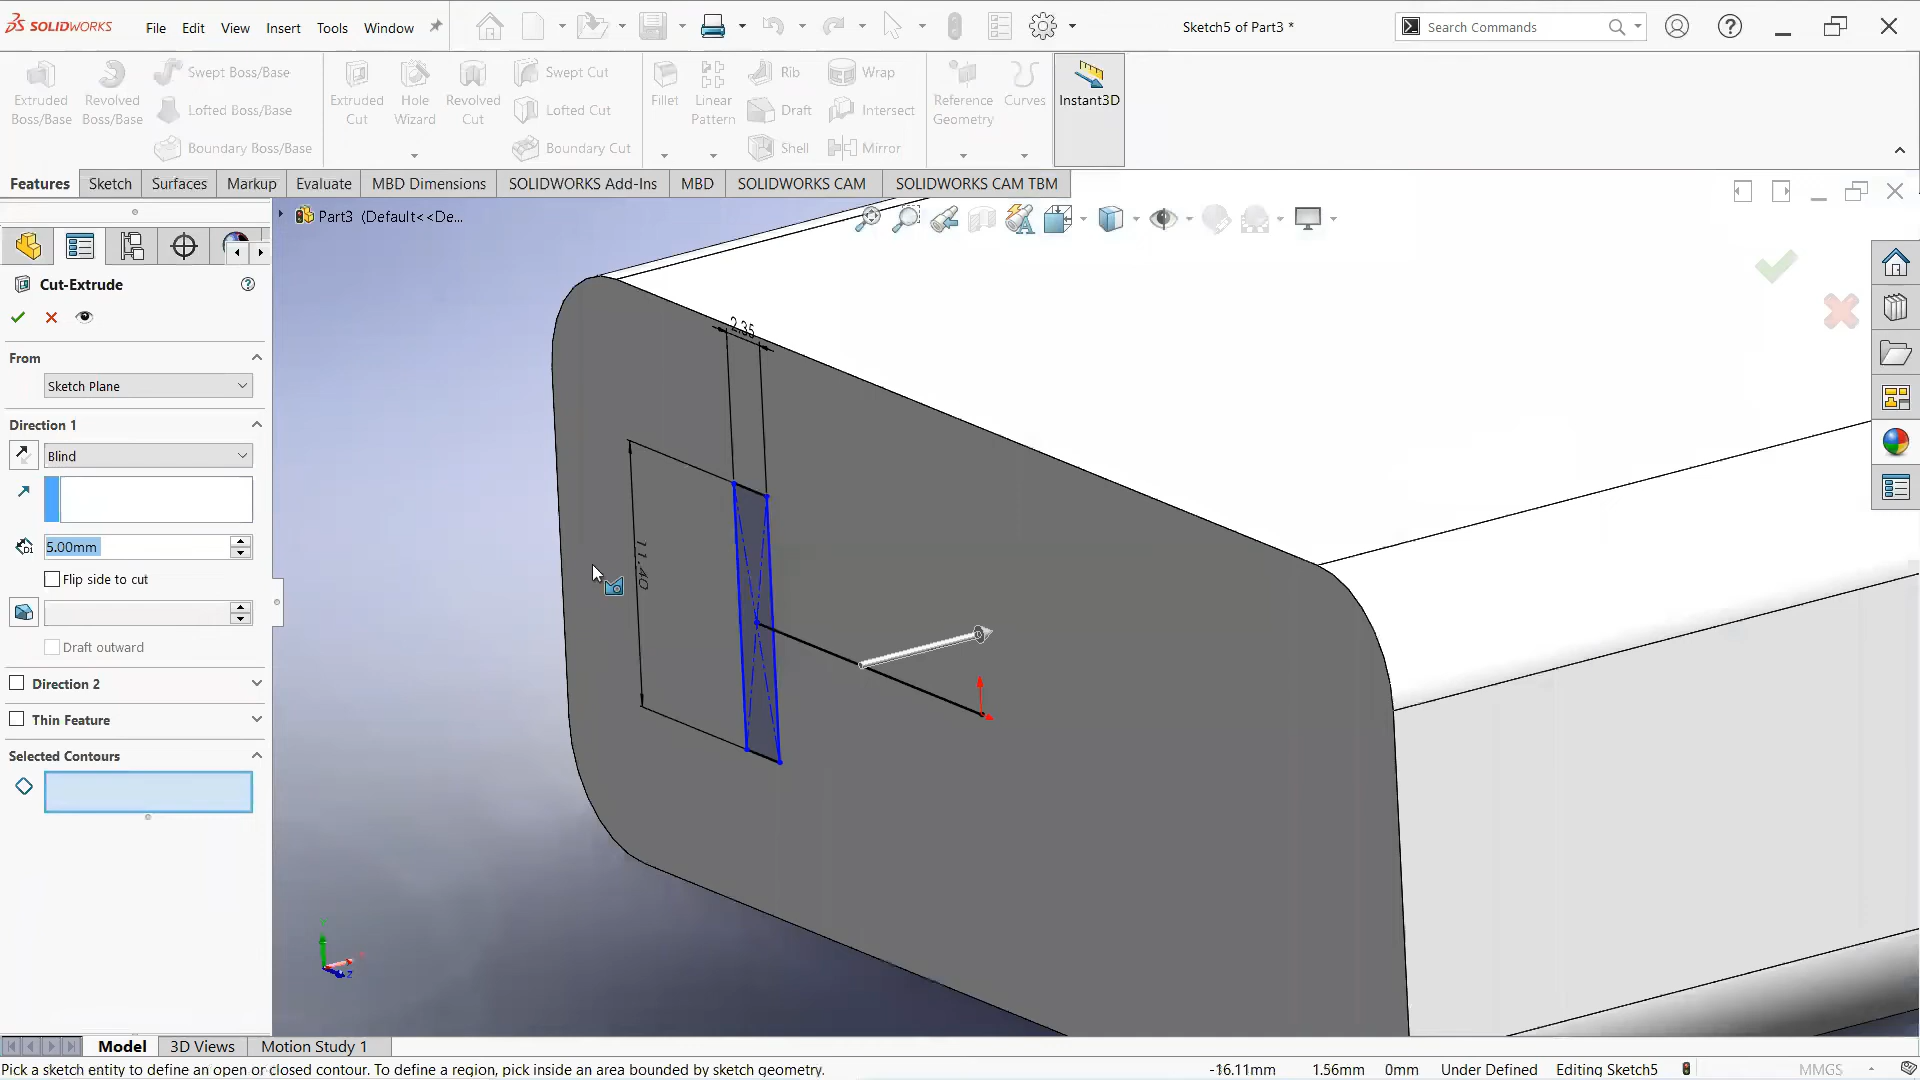 SOLIDWORKS
File
Edit
View
Insert
Tools
Window
Sketch5 of Part3 *
Search Commands
Extruded
Boss/Base
Revolved
Boss/Base
Swept Boss/Base
Lofted Boss/Base
Boundary Boss/Base
Extruded
Cut
Hole
Wizard
Revolved
Cut
Swept Cut
Lofted Cut
Boundary Cut
Fillet
Linear
Pattern
Rib
Draft
Shell
Wrap
Intersect
Mirror
Reference
Geometry
Curves
Instant3D
Features
Sketch
Surfaces
Markup
Evaluate
MBD Dimensions
SOLIDWORKS Add-Ins
MBD
SOLIDWORKS CAM
SOLIDWORKS CAM TBM
Part3 (Default<<De...
Cut-Extrude
From
Sketch Plane
Direction 1
Blind
5.00mm
Flip side to cut
Draft outward
Direction 2
Thin Feature
Selected Contours
2.35
11.40
Model
3D Views
Motion Study 1
Pick a sketch entity to define an open or closed contour. To define a region, pick inside an area bounded by sketch geometry.
-16.11mm
1.56mm
0mm
Under Defined
Editing Sketch5
MMGS